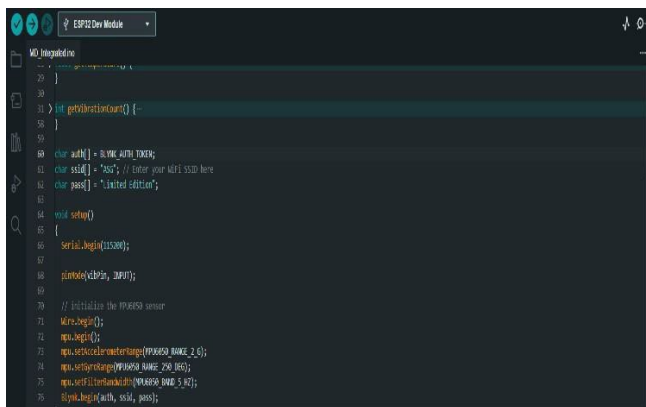 ESP32 Dev Module
MD_Integrated.ino
29 }
30
31 > int getVibrationCount() {
58 }
59
60 char auth[] = BLYNK_AUTH_TOKEN;
61 char ssid[] = "ASG"; // Enter your WiFi SSID here
62 char pass[] = "Limited Edition";
63
64 void setup()
65 {
66 Serial.begin(115200);
67
68 pinMode(vibPin, INPUT);
69
70 // initialize the MPU6050 sensor
71 Wire.begin();
72 mpu.begin();
73 mpu.setAccelerometerRange(MPU6050_RANGE_2_G);
74 mpu.setGyroRange(MPU6050_RANGE_250_DEG);
75 mpu.setFilterBandwidth(MPU6050_BAND_5_HZ);
76 Blynk.begin(auth, ssid, pass);